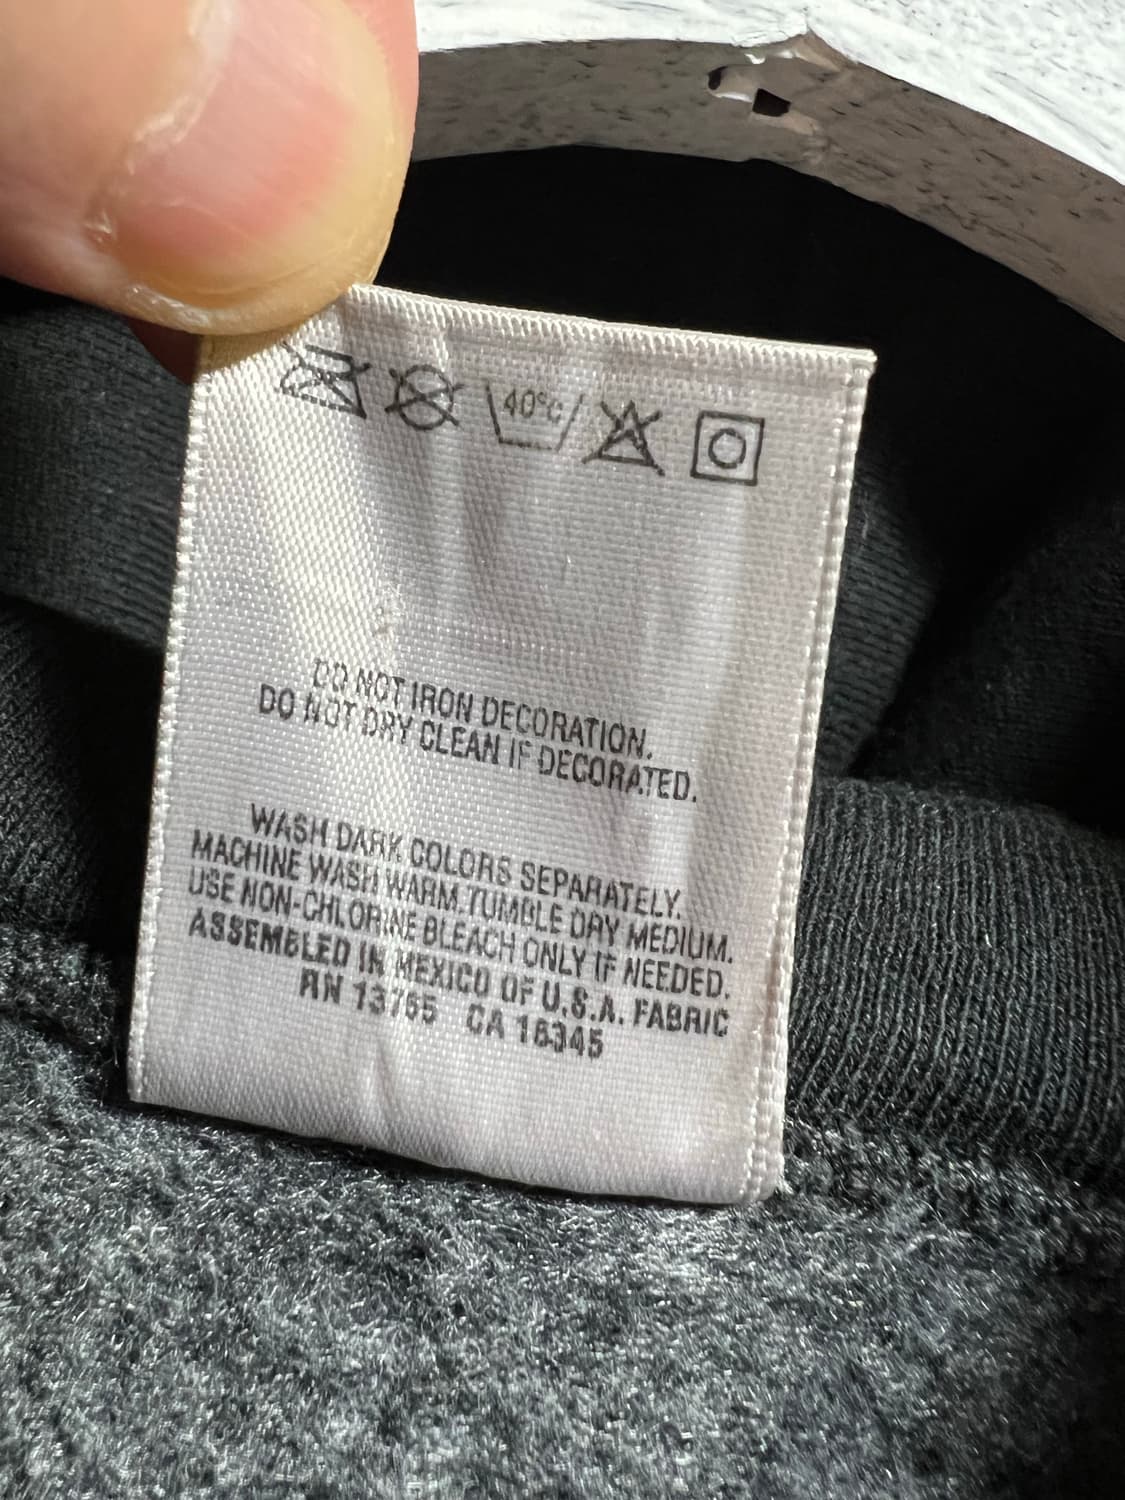 40°C
DO NOT IRON DECORATION.
DO NOT DRY CLEAN IF DECORATED.
WASH DARK COLORS SEPARATELY.
MACHINE WASH WARM. TUMBLE DRY MEDIUM.
USE NON-CHLORINE BLEACH ONLY IF NEEDED.
ASSEMBLED IN MEXICO OF U.S.A. FABRIC
RN 13765 CA 16345